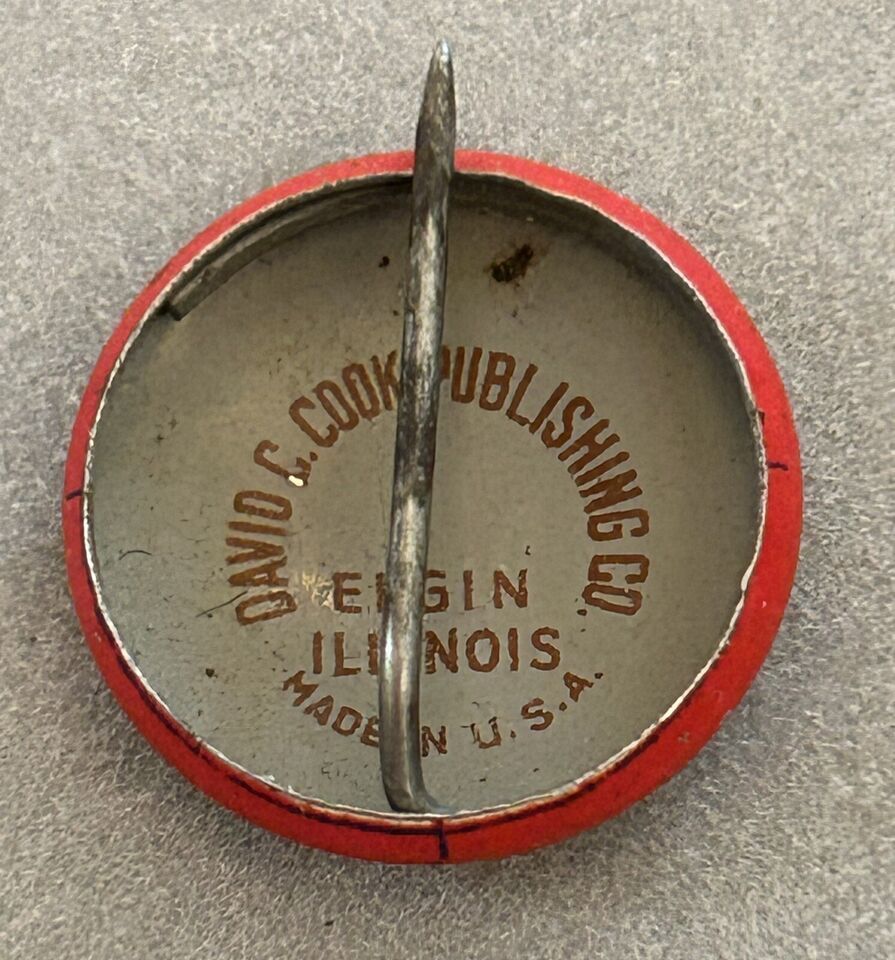 DAVID C. COOK PUBLISHING CO.
ELGIN
ILLINOIS
MADE IN U.S.A.